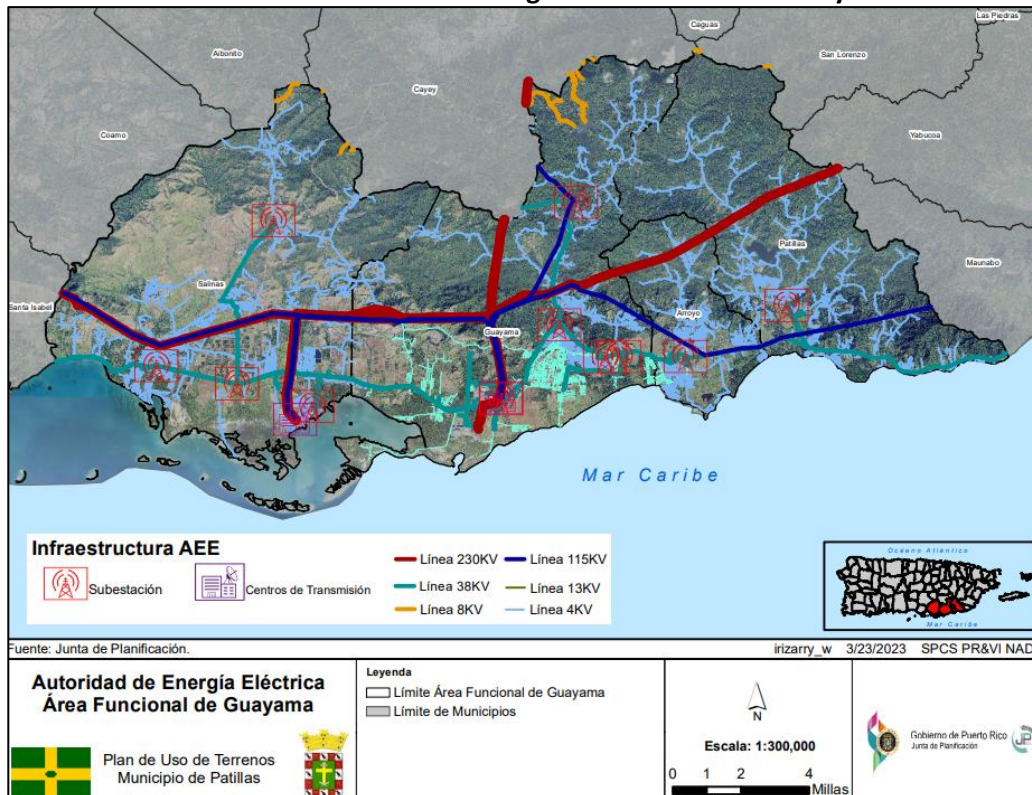 Las Piedras
Caguas
San Lorenzo
Aibonito
Cayey
Coamo
Yabucoa
Patillas
Maunabo
Salinas
Santa Isabel
Arroyo
Guayama
Mar Caribe
Infraestructura AEE
Subestación
Centros de Transmisión
Línea 230KV
Línea 115KV
Línea 38KV
Línea 13KV
Línea 8KV
Línea 4KV
Océano Atlántico
Mar Caribe
Fuente: Junta de Planificación.
irizarry_w 3/23/2023 SPCS PR&VI NAD
Autoridad de Energía Eléctrica
Área Funcional de Guayama
Plan de Uso de Terrenos
Municipio de Patillas
Leyenda
Límite Área Funcional de Guayama
Límite de Municipios
N
Escala: 1:300,000
0 1 2 4
Millas
Gobierno de Puerto Rico
Junta de Planificación
JP